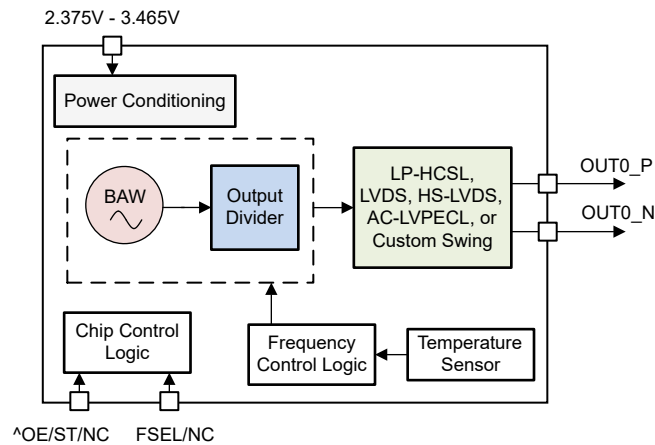 2.375V - 3.465V
Power Conditioning
BAW
Output
Divider
LP-HCSL,
LVDS, HS-LVDS,
AC-LVPECL, or
Custom Swing
OUT0_P
OUT0_N
Chip Control
Logic
Frequency
Control Logic
Temperature
Sensor
^OE/ST/NC
FSEL/NC